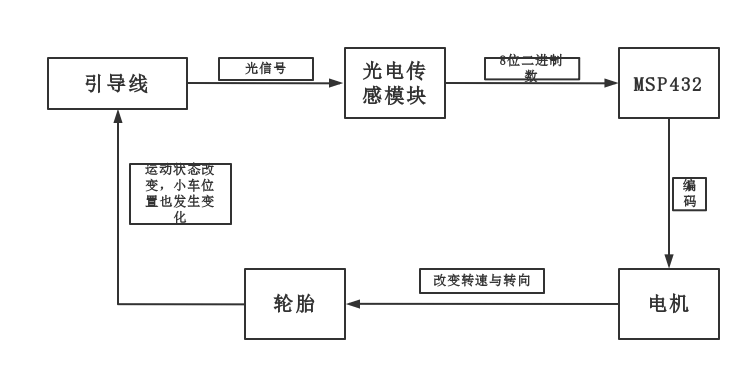 引导线
光信号
光电传
感模块
8位二进制
数
MSP432
编
码
电机
改变转速与转向
轮胎
运动状态改
变，小车位
置也发生变
化